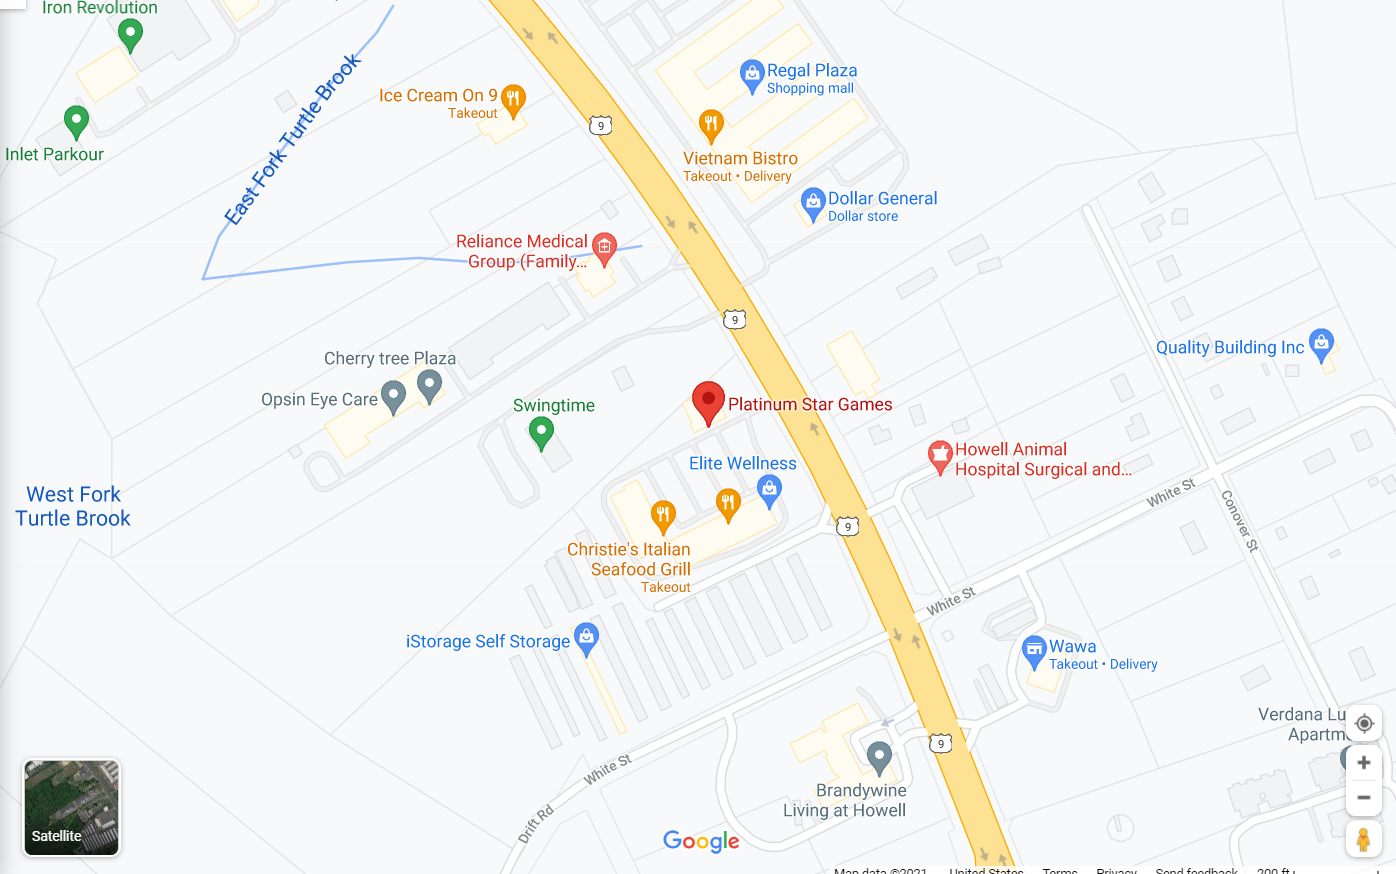 Iron Revolution
Ice Cream On 9
Takeout
9
Regal Plaza
Shopping mall
Inlet Parkour
East Fork Turtle Brook
Vietnam Bistro
Takeout • Delivery
Dollar General
Dollar store
Reliance Medical
Group (Family...
9
Quality Building Inc
Cherry tree Plaza
Opsin Eye Care
Swingtime
Platinum Star Games
Elite Wellness
Howell Animal
Hospital Surgical and...
West Fork
Turtle Brook
White St
Conover St
9
Christie's Italian
Seafood Grill
Takeout
White St
iStorage Self Storage
Wawa
Takeout • Delivery
Verdana Lu
Apartm
9
White St
Brandywine
Living at Howell
Drift Rd
Satellite
Google
Map data ©2021 United States Terms Privacy Send feedback 200 ft